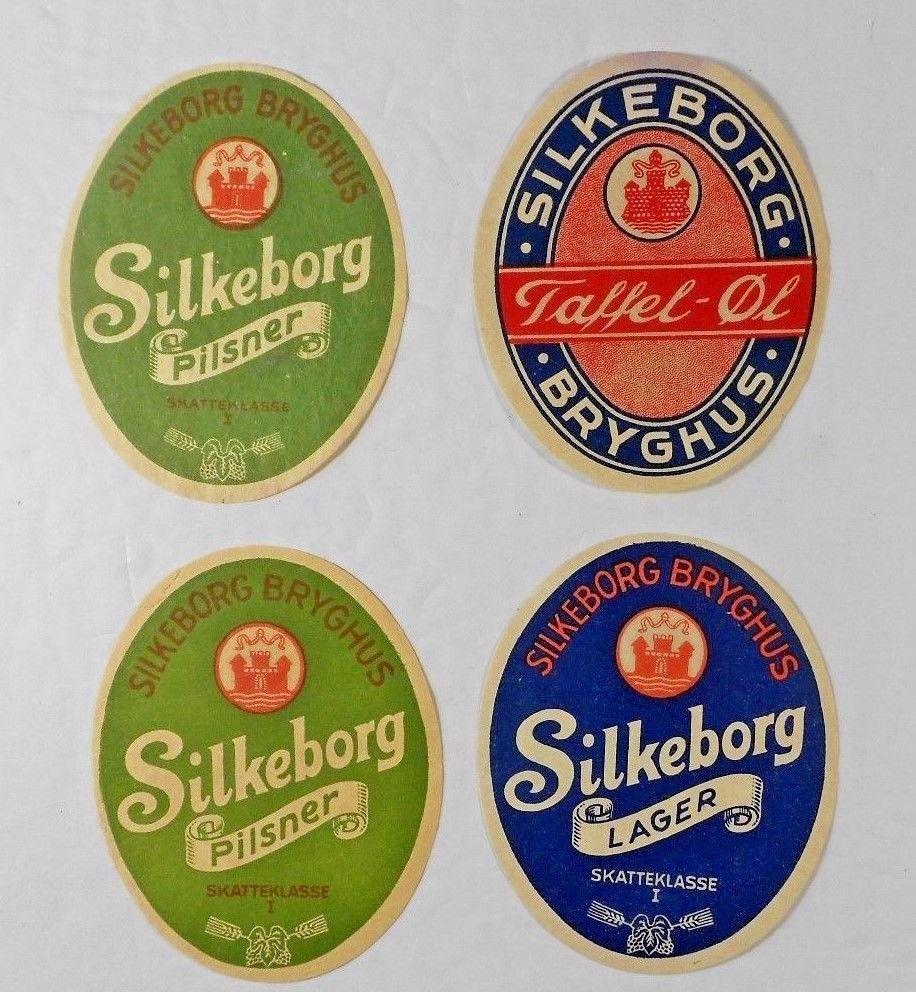 SILKEBORG BRYGHUS
Silkeborg
Pilsner
SKATTEKLASSE
I
SILKEBORG
Taffel-Øl
BRYGHUS
SILKEBORG BRYGHUS
Silkeborg
Pilsner
SKATTEKLASSE
I
SILKEBORG BRYGHUS
Silkeborg
LAGER
SKATTEKLASSE
I